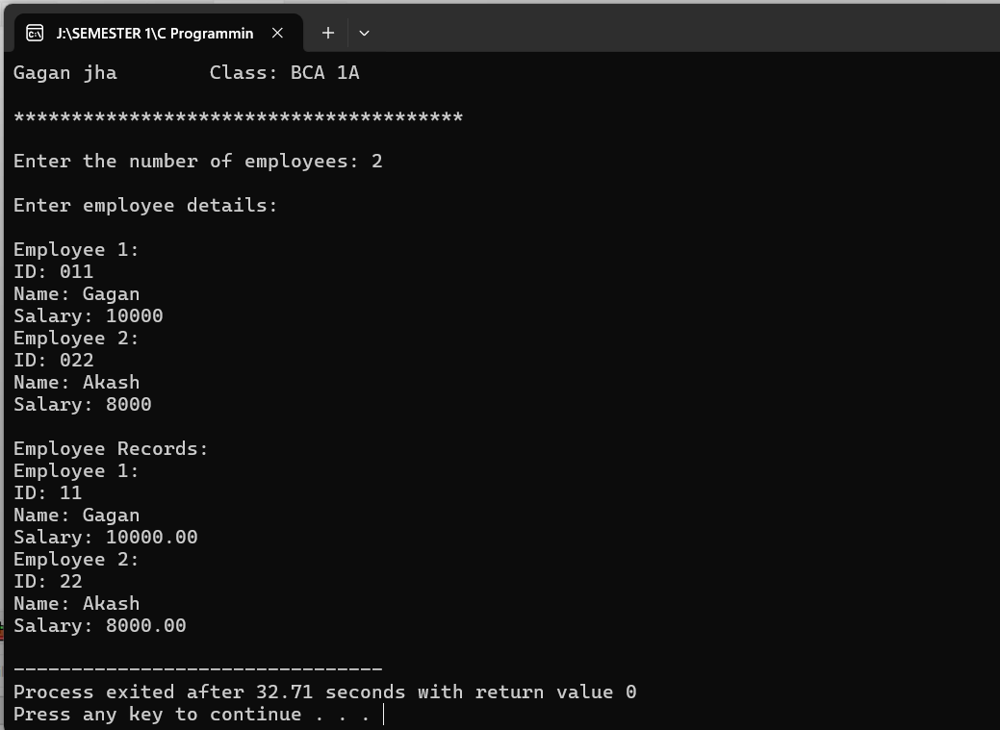 J:\SEMESTER 1\C Programmin
Gagan jha        Class: BCA 1A
***************************************
Enter the number of employees: 2
Enter employee details:
Employee 1:
ID: 011
Name: Gagan
Salary: 10000
Employee 2:
ID: 022
Name: Akash
Salary: 8000
Employee Records:
Employee 1:
ID: 11
Name: Gagan
Salary: 10000.00
Employee 2:
ID: 22
Name: Akash
Salary: 8000.00
--------------------------------
Process exited after 32.71 seconds with return value 0
Press any key to continue . . .